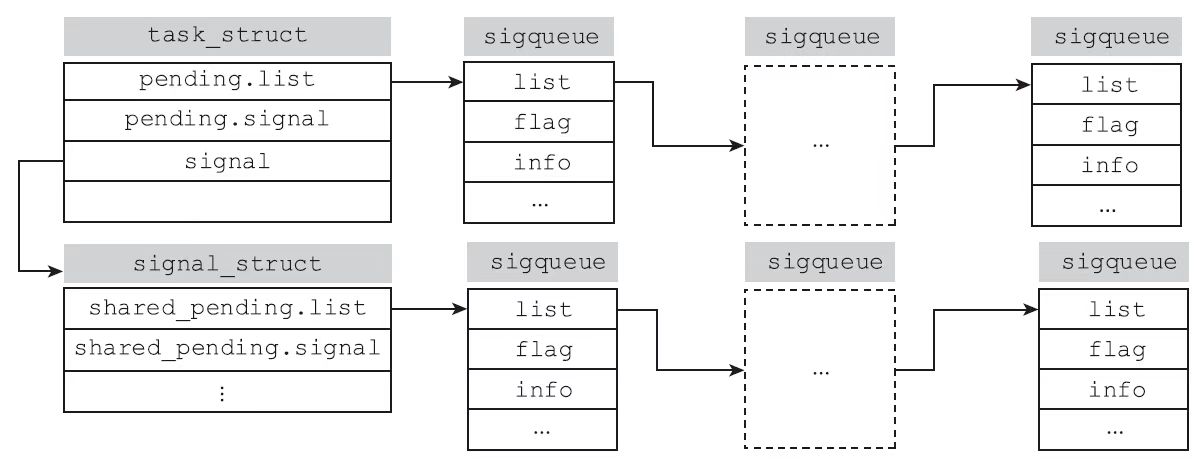 task_struct
pending.list
pending.signal
signal
sigqueue
list
flag
info
...
sigqueue
...
sigqueue
list
flag
info
...
signal_struct
shared_pending.list
shared_pending.signal
⋮
sigqueue
list
flag
info
...
sigqueue
...
sigqueue
list
flag
info
...